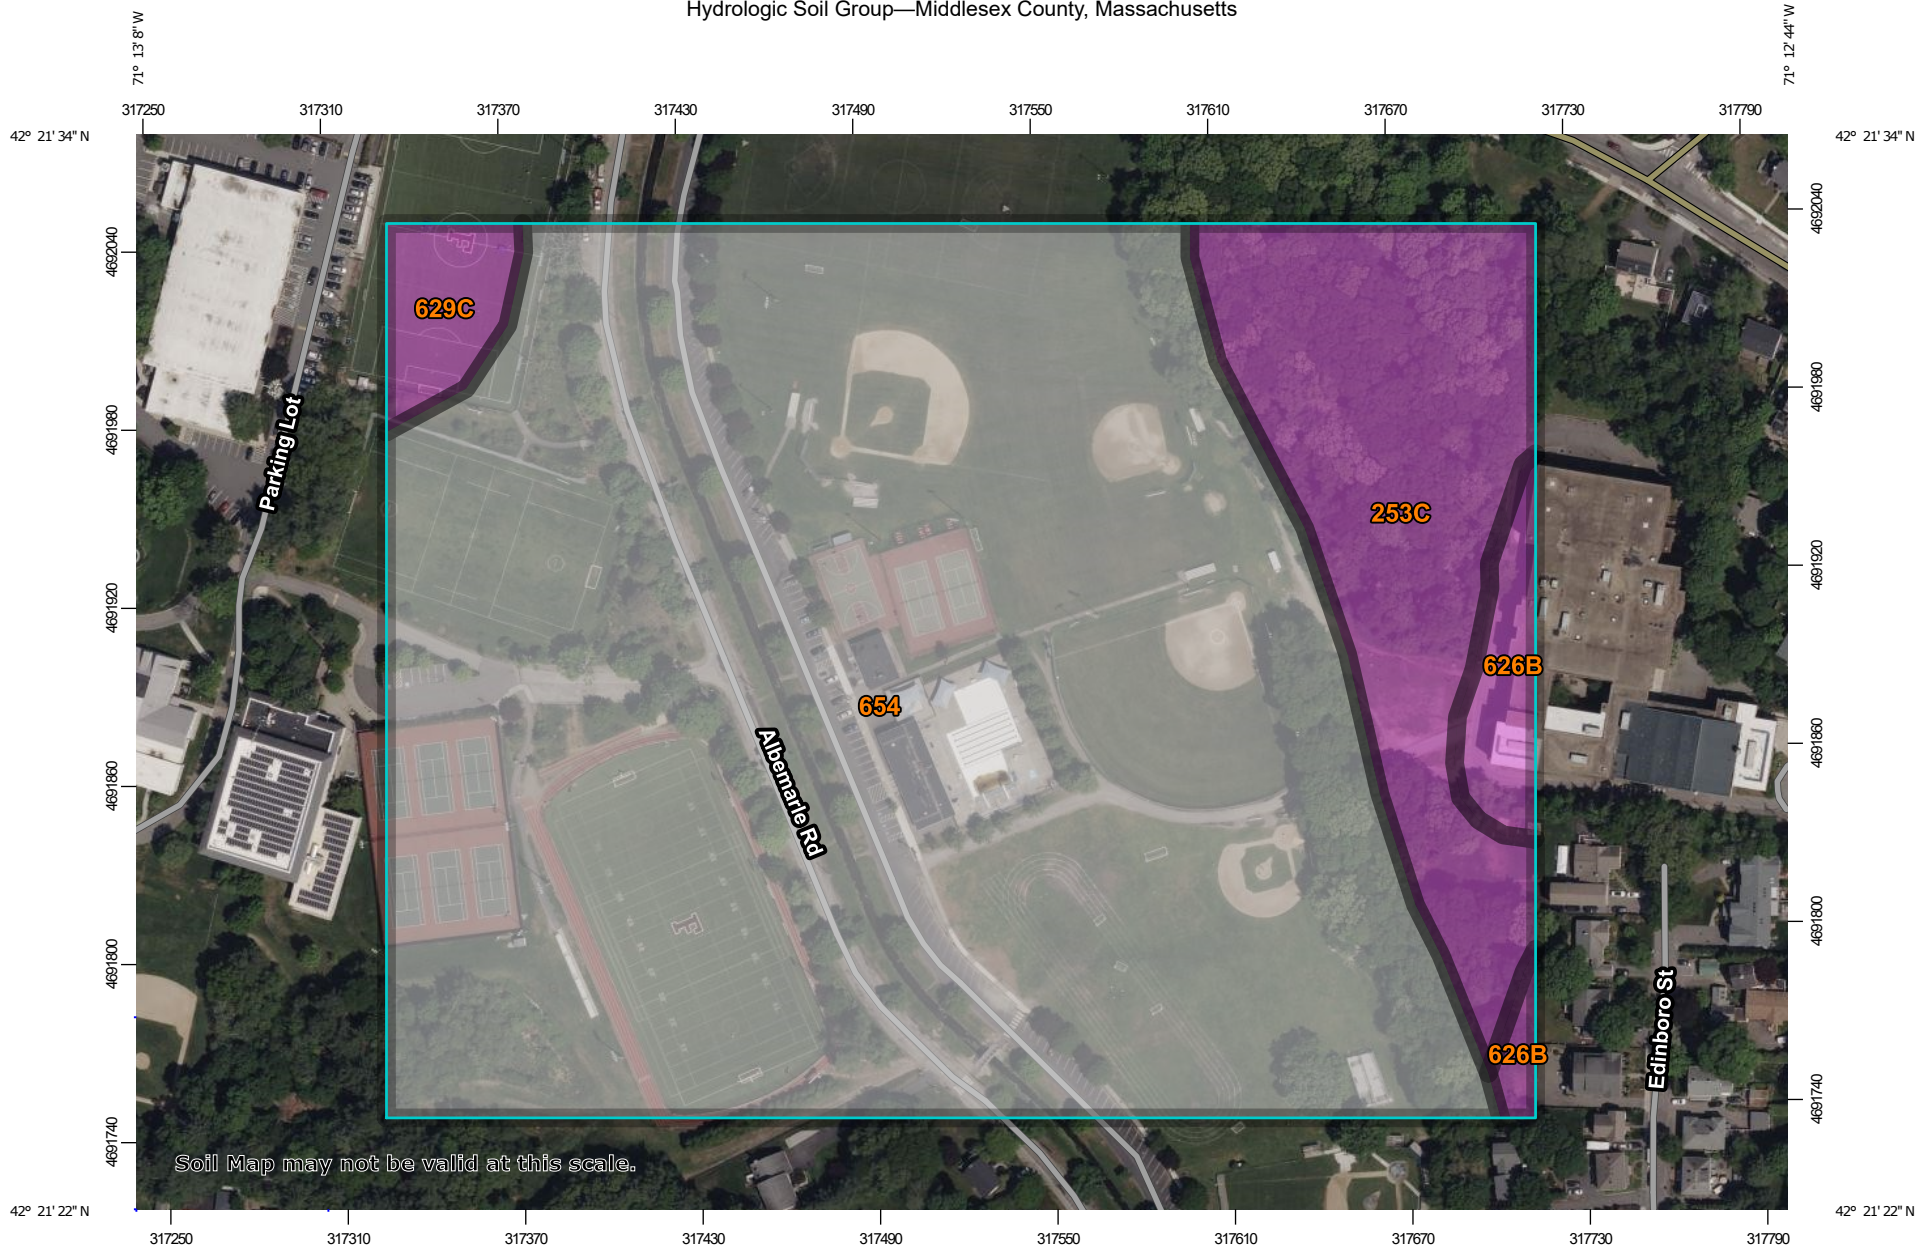 Hydrologic Soil Group—Middlesex County, Massachusetts
71° 13' 8'' W
71° 12' 44'' W
317250 317310 317370 317430 317490 317550 317610 317670 317730 317790
42° 21' 34'' N
42° 21' 34'' N
4692040
4692040
629C
4691980
4691980
Parking Lot
253C
4691920
4691920
626B
654
4691860
4691860
Albemarle Rd
4691800
4691800
Edinboro St
626B
4691740
4691740
Soil Map may not be valid at this scale.
42° 21' 22'' N
42° 21' 22'' N
317250 317310 317370 317430 317490 317550 317610 317670 317730 317790